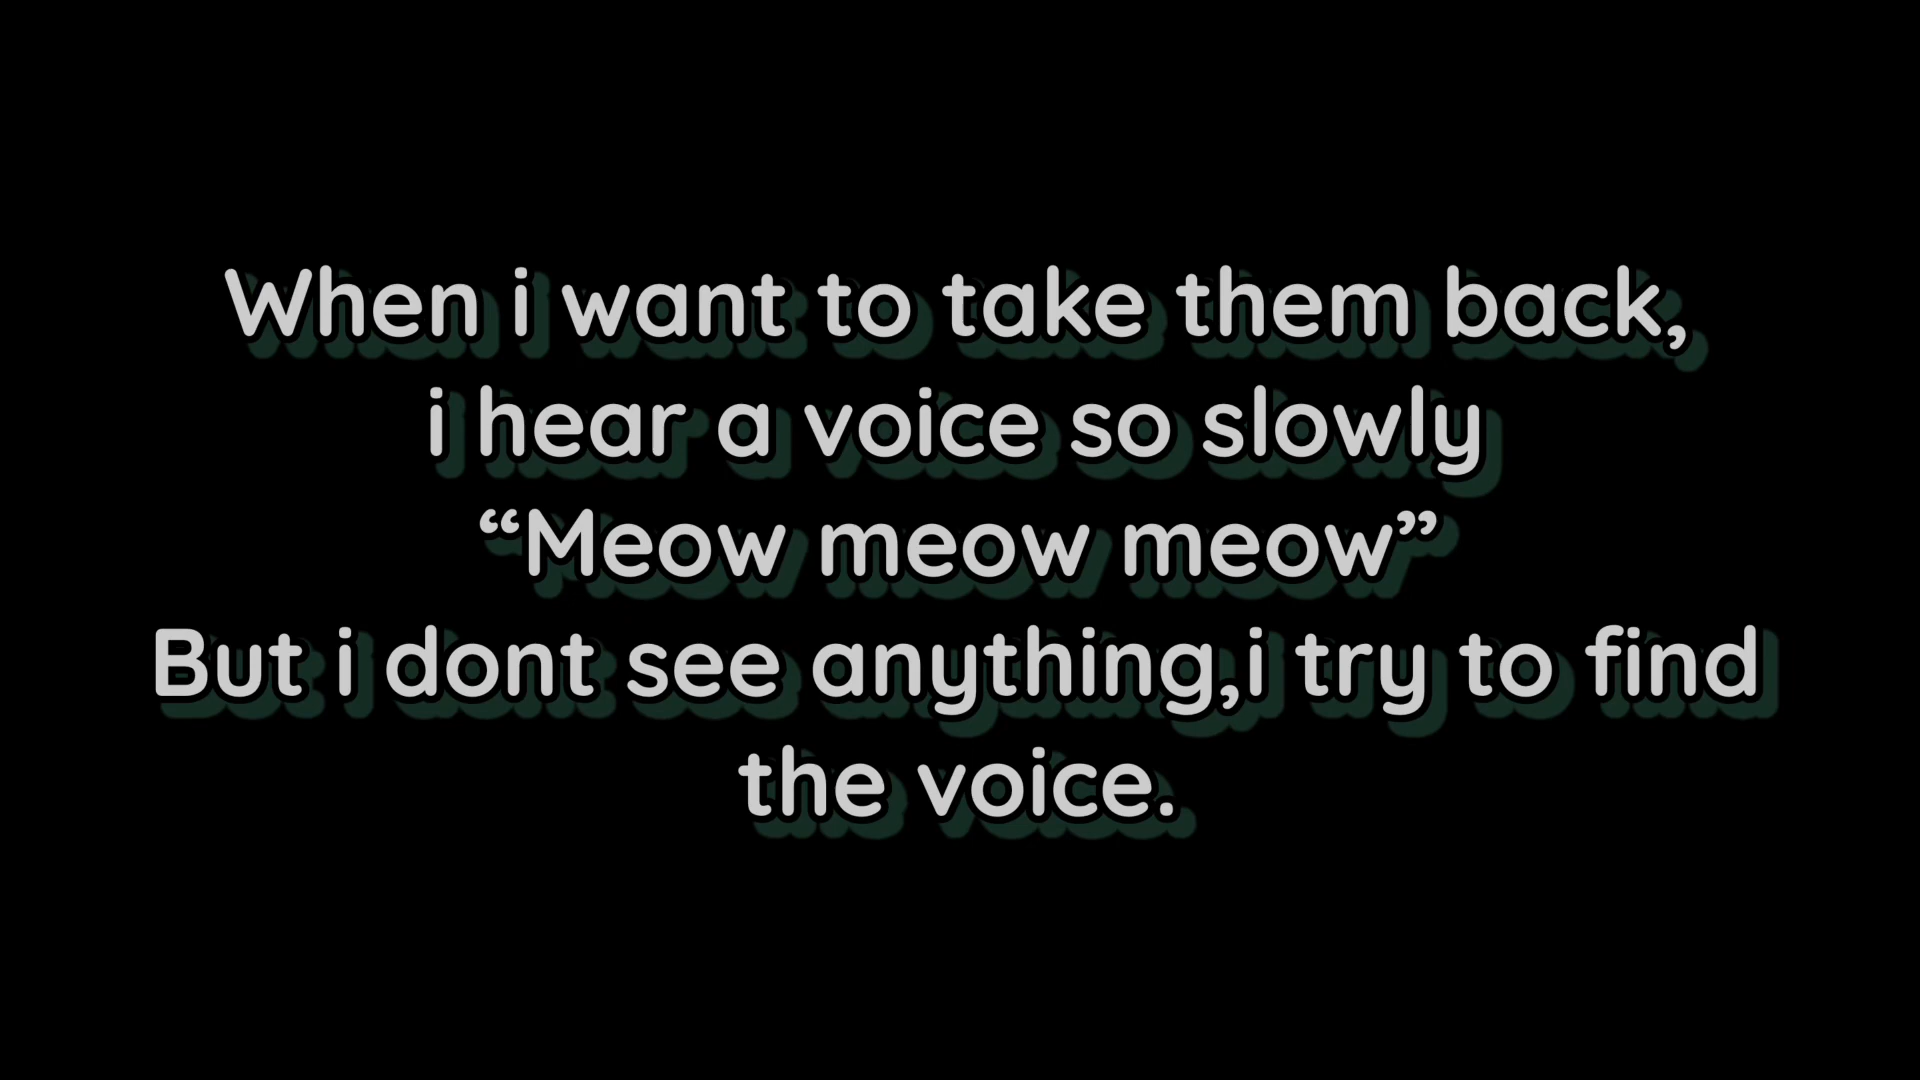 When i want to take them back,
i hear a voice so slowly
“Meow meow meow”
But i dont see anything,i try to find
the voice.